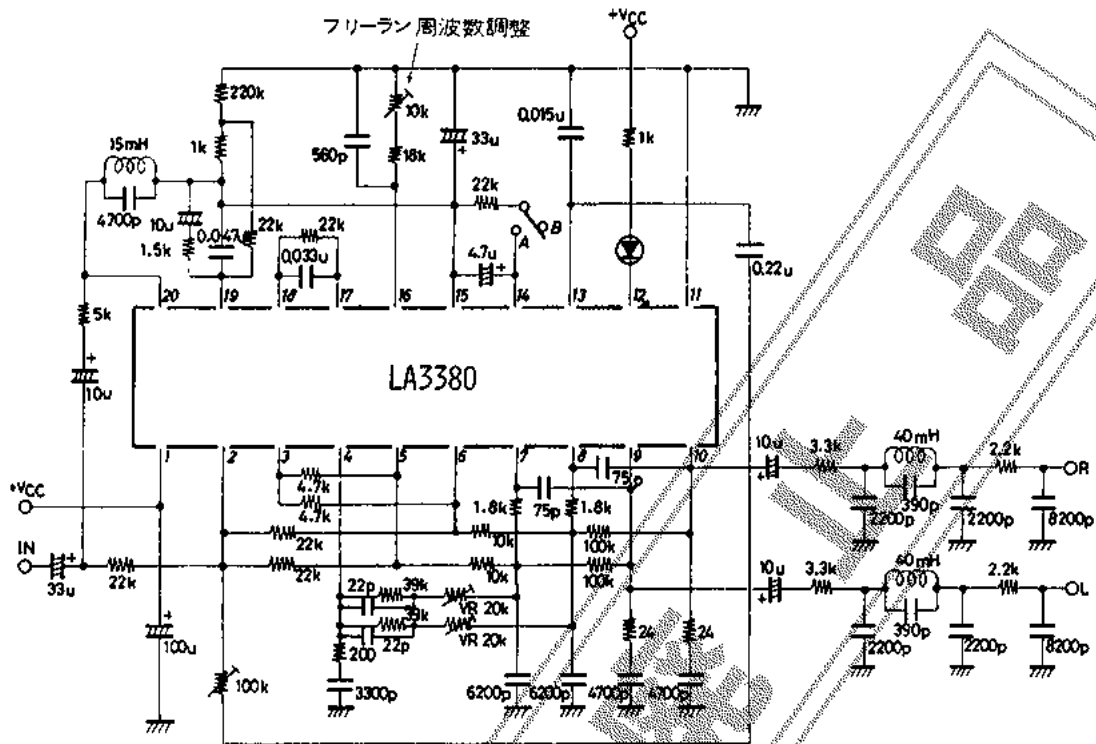 フリーラン周波数調整
+VCC
220k
10k
0.015u
15mH
1k
560p
18k
33u
1k
4700p
10u
22k
B
A
1.5k
0.047u
22k
22k
0.033u
4.7u
0.22u
20
19
18
17
16
15
14
13
12
11
5k
10u
LA3380
1
2
3
4
5
6
7
8
9
10
+VCC
IN
33u
22k
100u
100k
4.7k
4.7k
22k
22k
22p
39k
VR 20k
39k
22p
VR 20k
200
3300p
1.8k
75p
1.8k
75p
10k
10k
100k
100k
6200p
6200p
24
24
4700p
4700p
10u
3.3k
40mH
2.2k
R
2200p
390p
2200p
8200p
10u
3.3k
2.2k
L
2200p
390p
2200p
8200p